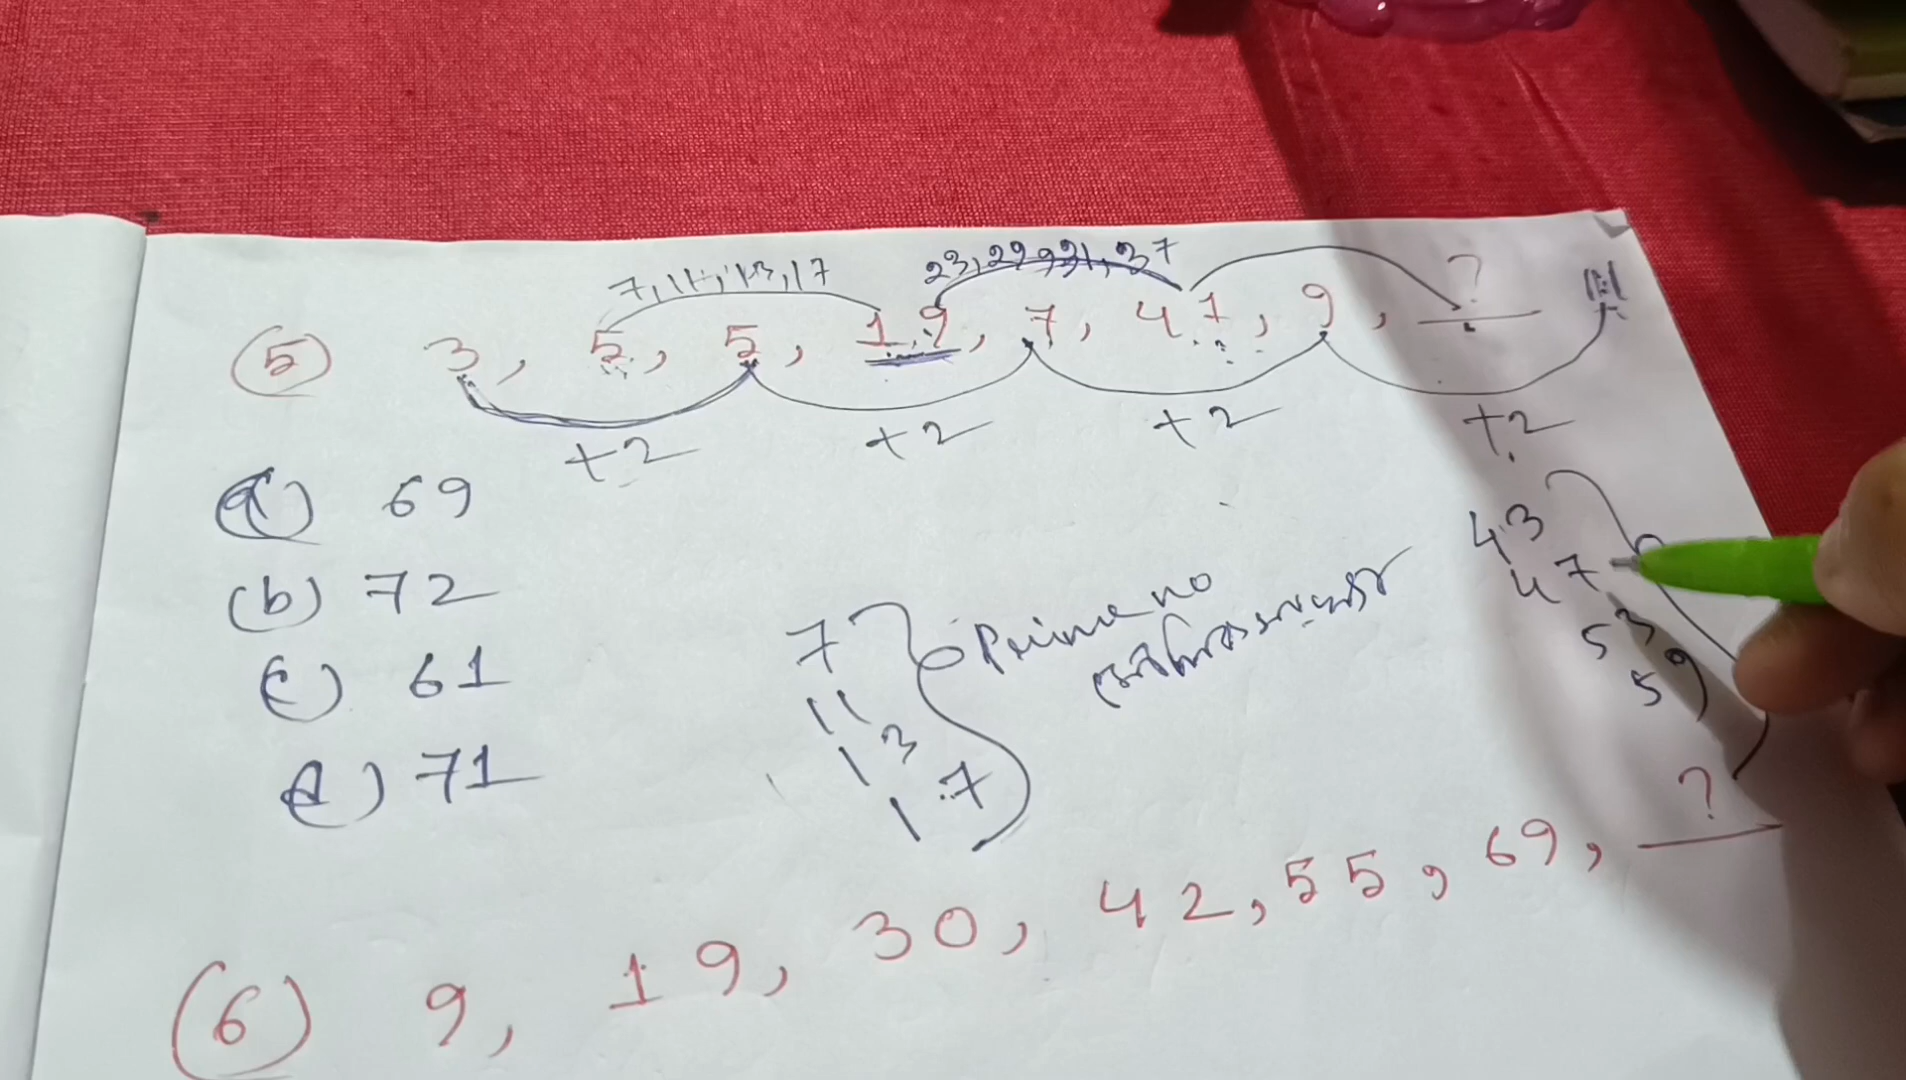 7, 11, 13, 17 23, 29, 31, 37
(5) 3, 5, 5, 19, 7, 41, 9, ?
+2 +2 +2 +2
(a) 69
(b) 72
(c) 61
(d) 71
7
11
13
17
Prime no
43
47
53
59
(6) 9, 19, 30, 42, 55, 69, ?